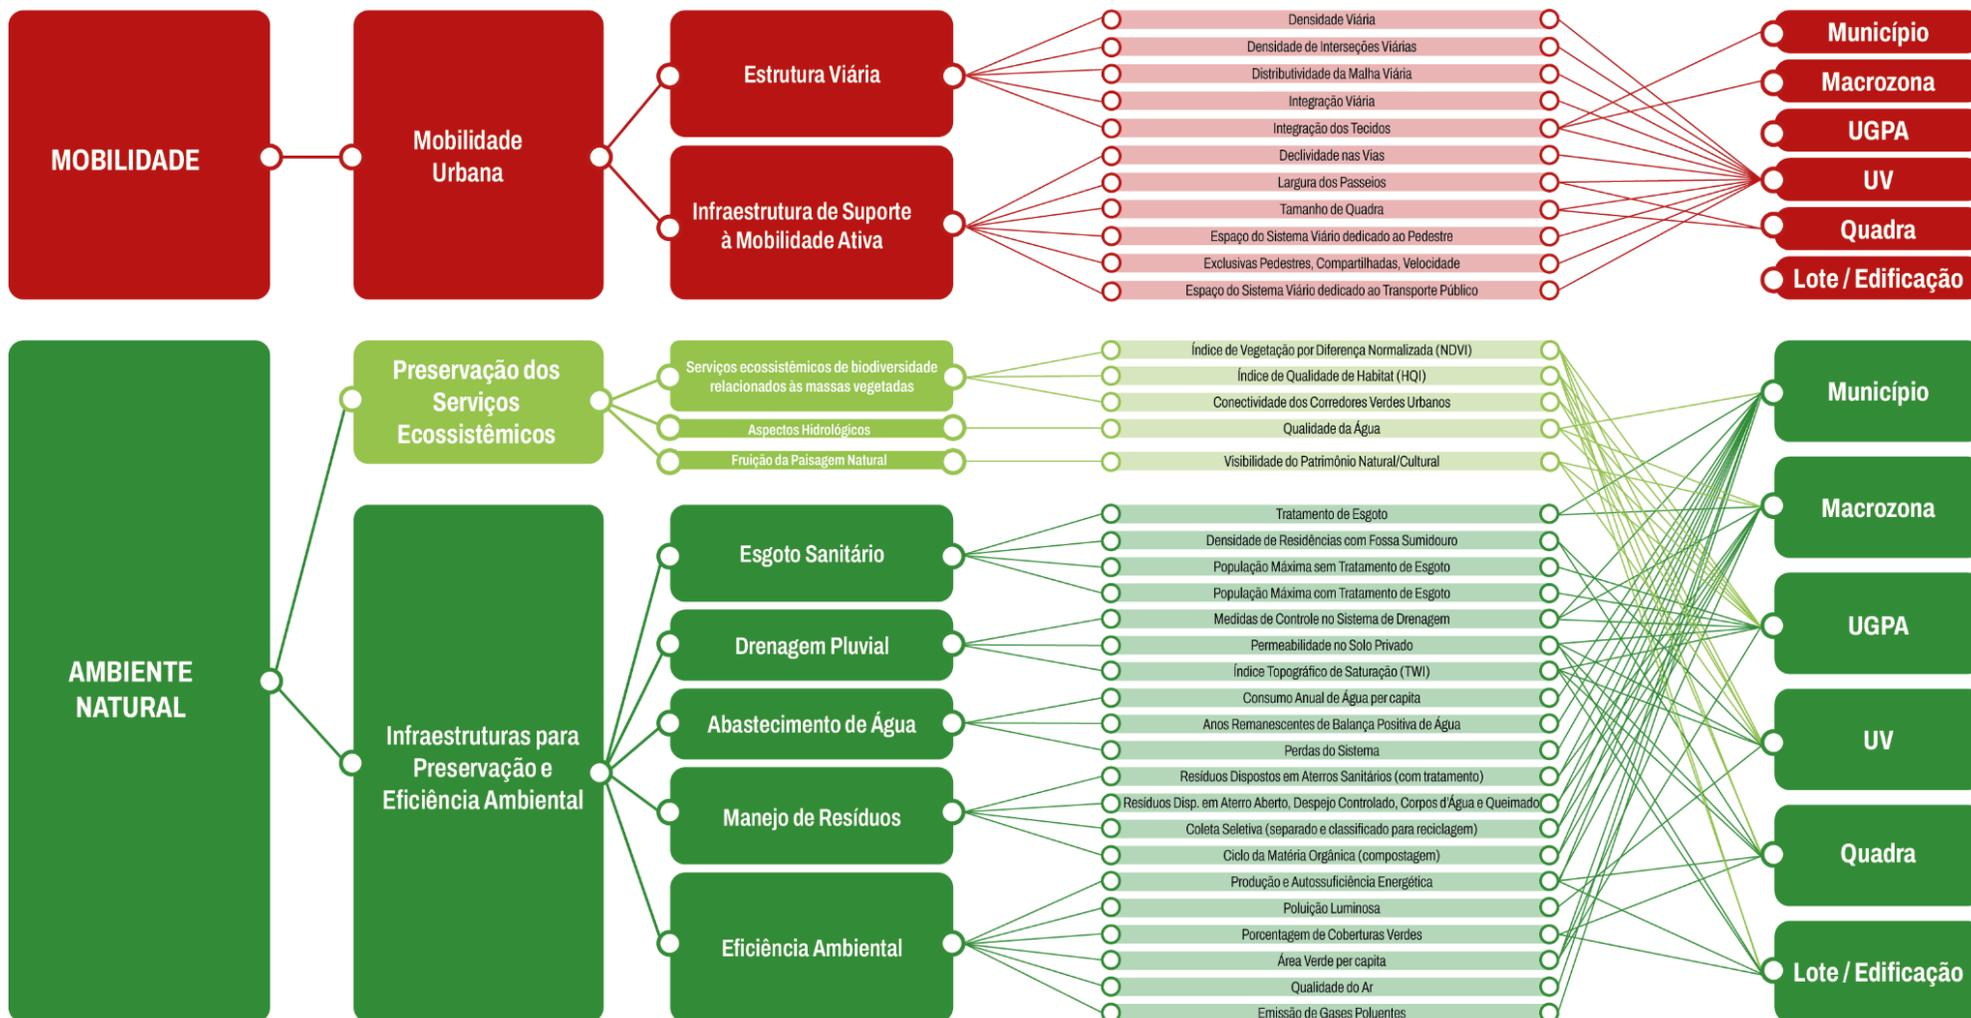 MOBILIDADE
Mobilidade
Urbana
Estrutura Viária
Infraestrutura de Suporte
à Mobilidade Ativa
Densidade Viária
Densidade de Interseções Viárias
Distributividade da Malha Viária
Integração Viária
Integração dos Tecidos
Declividade nas Vias
Largura dos Passeios
Tamanho de Quadra
Espaço do Sistema Viário dedicado ao Pedestre
Exclusivas Pedestres, Compartilhadas, Velocidade
Espaço do Sistema Viário dedicado ao Transporte Público
Município
Macrozona
UGPA
UV
Quadra
Lote / Edificação
AMBIENTE
NATURAL
Preservação dos
Serviços
Ecossistêmicos
Serviços ecossistêmicos de biodiversidade
relacionados às massas vegetadas
Aspectos Hidrológicos
Fruição da Paisagem Natural
Índice de Vegetação por Diferença Normalizada (NDVI)
Índice de Qualidade de Habitat (HQI)
Conectividade dos Corredores Verdes Urbanos
Qualidade da Água
Visibilidade do Patrimônio Natural/Cultural
Infraestruturas para
Preservação e
Eficiência Ambiental
Esgoto Sanitário
Drenagem Pluvial
Abastecimento de Água
Manejo de Resíduos
Eficiência Ambiental
Tratamento de Esgoto
Densidade de Residências com Fossa Sumidouro
População Máxima sem Tratamento de Esgoto
População Máxima com Tratamento de Esgoto
Medidas de Controle no Sistema de Drenagem
Permeabilidade no Solo Privado
Índice Topográfico de Saturação (TWI)
Consumo Anual de Água per capita
Anos Remanescentes de Balança Positiva de Água
Perdas do Sistema
Resíduos Dispostos em Aterros Sanitários (com tratamento)
Resíduos Disp. em Aterro Aberto, Despejo Controlado, Corpos d'Água e Queimado
Coleta Seletiva (separado e classificado para reciclagem)
Ciclo da Matéria Orgânica (compostagem)
Produção e Autossuficiência Energética
Poluição Luminosa
Porcentagem de Coberturas Verdes
Área Verde per capita
Qualidade do Ar
Emissão de Gases Poluentes
Município
Macrozona
UGPA
UV
Quadra
Lote / Edificação